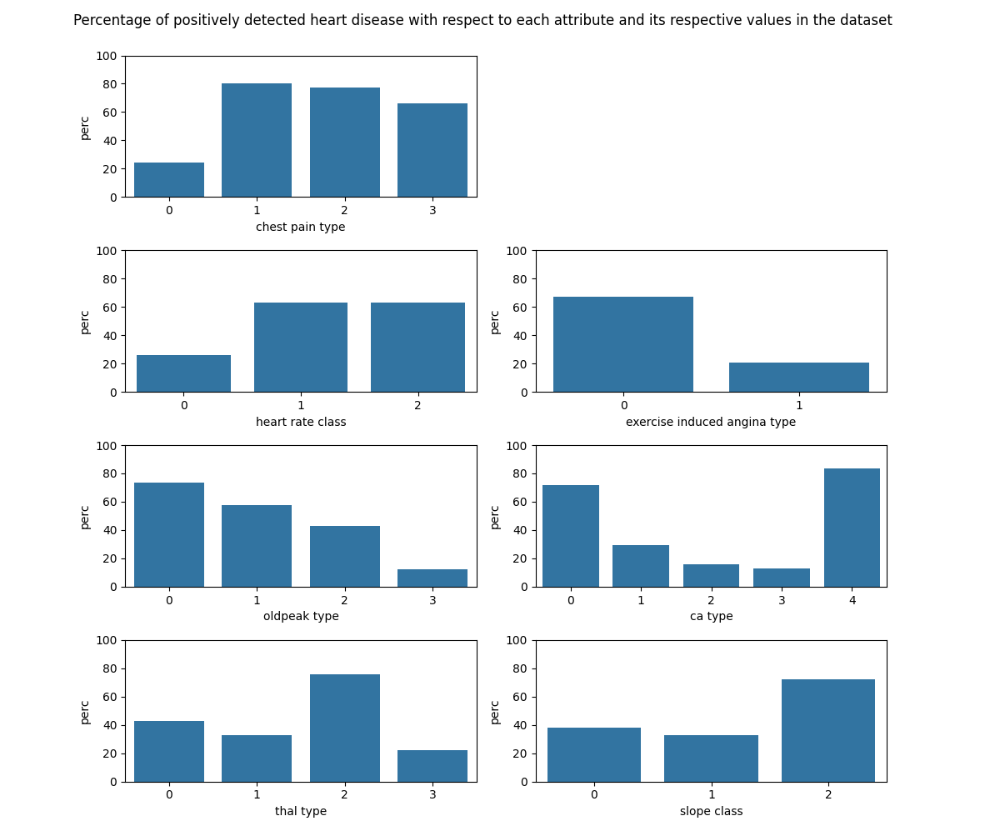 Percentage of positively detected heart disease with respect to each attribute and its respective values in the dataset
100
80
60
40
20
0
perc
0 1 2 3
chest pain type
100
80
60
40
20
0
perc
0 1 2
heart rate class
100
80
60
40
20
0
perc
0 1
exercise induced angina type
100
80
60
40
20
0
perc
0 1 2 3
oldpeak type
100
80
60
40
20
0
perc
0 1 2 3 4
ca type
100
80
60
40
20
0
perc
0 1 2 3
thal type
100
80
60
40
20
0
perc
0 1 2
slope class